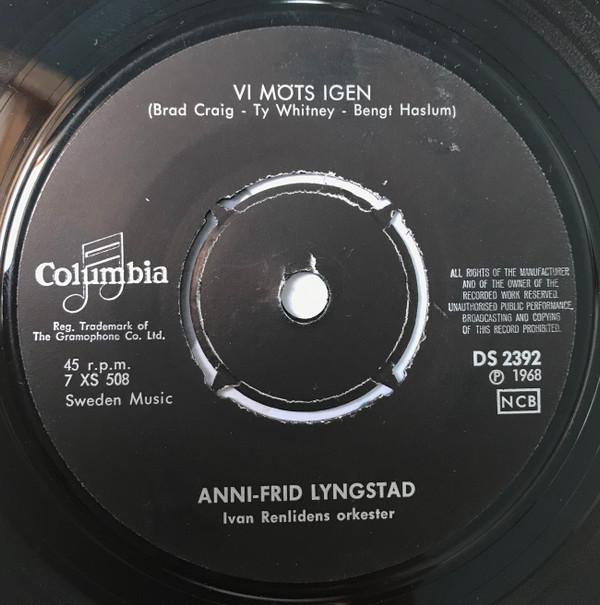 VI MÖTS IGEN
(Brad Craig - Ty Whitney - Bengt Haslum)
Columbia
Reg. Trademark of
The Gramophone Co. Ltd.
45 r.p.m.
7 XS 508
Sweden Music
ALL RIGHTS OF THE MANUFACTURER
AND OF THE OWNER OF THE
RECORDED WORK RESERVED.
UNAUTHORISED PUBLIC PERFORMANCE,
BROADCASTING AND COPYING
OF THIS RECORD PROHIBITED.
DS 2392
Ⓟ 1968
NCB
ANNI-FRID LYNGSTAD
Ivan Renlidens orkester